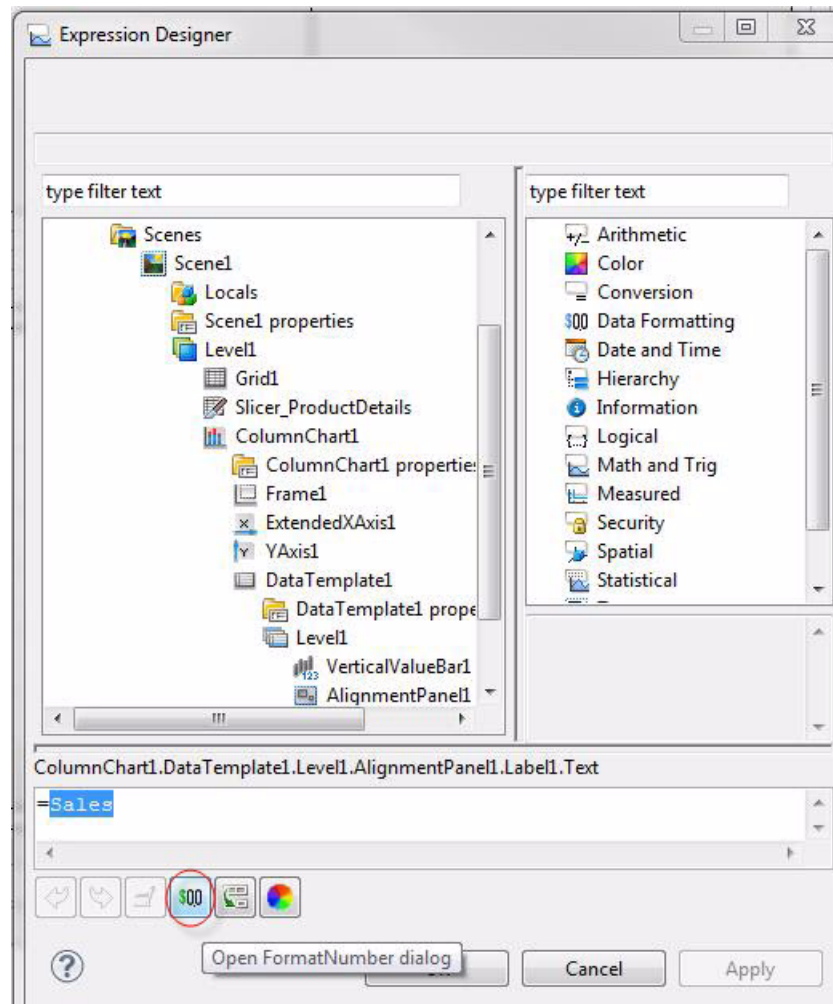 Expression Designer
type filter text
Scenes
Scene1
Locals
Scene1 properties
Level1
Grid1
Slicer_ProductDetails
ColumnChart1
ColumnChart1 propertie
Frame1
ExtendedXAxis1
YAxis1
DataTemplate1
DataTemplate1 prope
Level1
VerticalValueBar1
AlignmentPanel1
type filter text
Arithmetic
Color
Conversion
Data Formatting
Date and Time
Hierarchy
Information
Logical
Math and Trig
Measured
Security
Spatial
Statistical
ColumnChart1.DataTemplate1.Level1.AlignmentPanel1.Label1.Text
=Sales
$0,0
Open FormatNumber dialog
Cancel
Apply